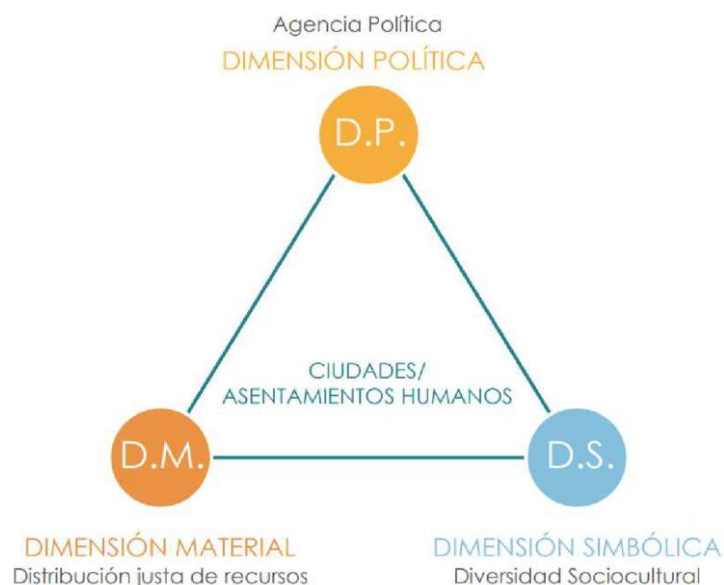 Agencia Política
DIMENSIÓN POLÍTICA
D.P.
CIUDADES/
ASENTAMIENTOS HUMANOS
D.M.
D.S.
DIMENSIÓN MATERIAL
Distribución justa de recursos
DIMENSIÓN SIMBÓLICA
Diversidad Sociocultural